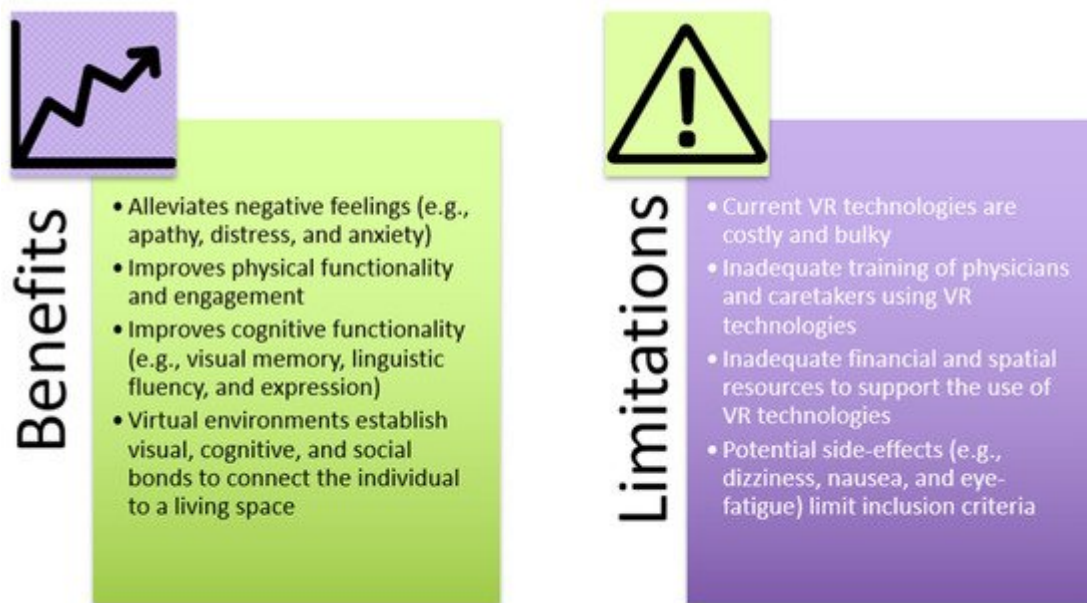 Benefits
• Alleviates negative feelings (e.g.,
apathy, distress, and anxiety)
• Improves physical functionality
and engagement
• Improves cognitive functionality
(e.g., visual memory, linguistic
fluency, and expression)
• Virtual environments establish
visual, cognitive, and social
bonds to connect the individual
to a living space
Limitations
• Current VR technologies are
costly and bulky
• Inadequate training of physicians
and caretakers using VR
technologies
• Inadequate financial and spatial
resources to support the use of
VR technologies
• Potential side-effects (e.g.,
dizziness, nausea, and eye-
fatigue) limit inclusion criteria